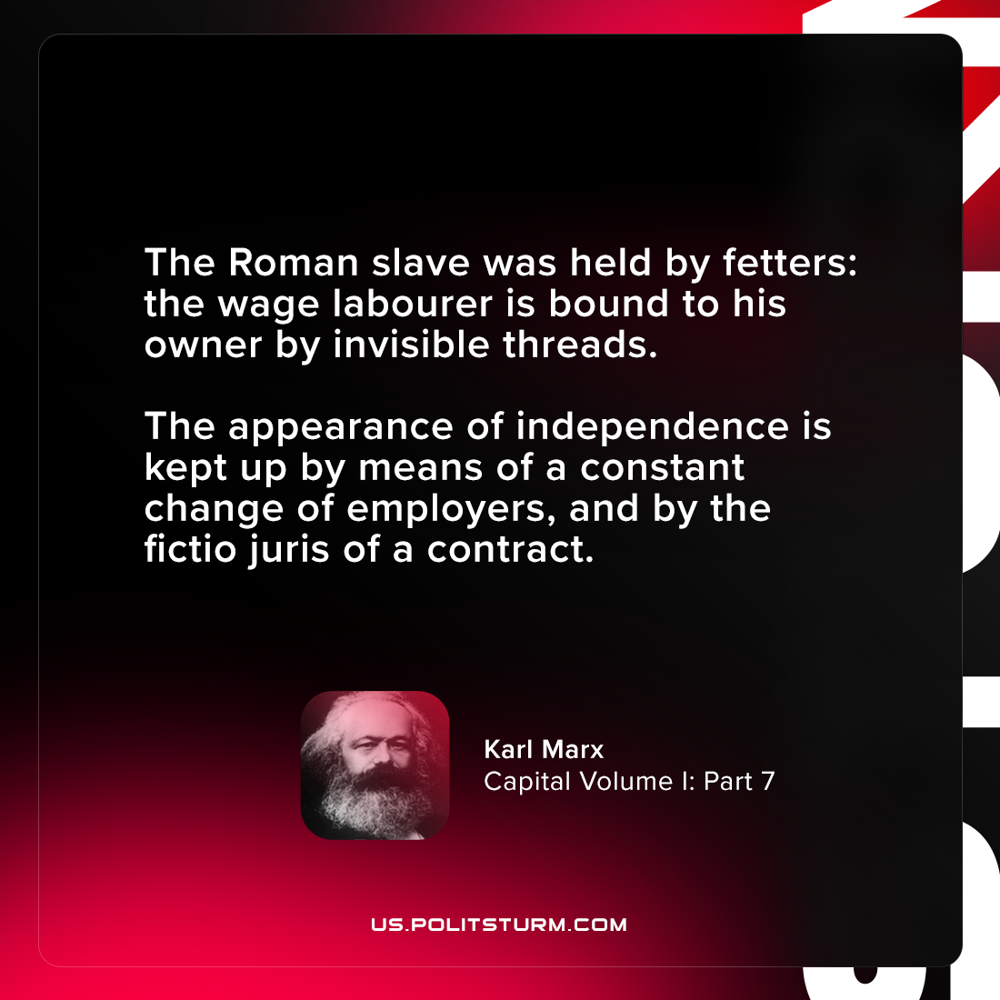 The Roman slave was held by fetters:
the wage labourer is bound to his
owner by invisible threads.
The appearance of independence is
kept up by means of a constant
change of employers, and by the
fictio juris of a contract.
Karl Marx
Capital Volume I: Part 7
US.POLITSTURM.COM